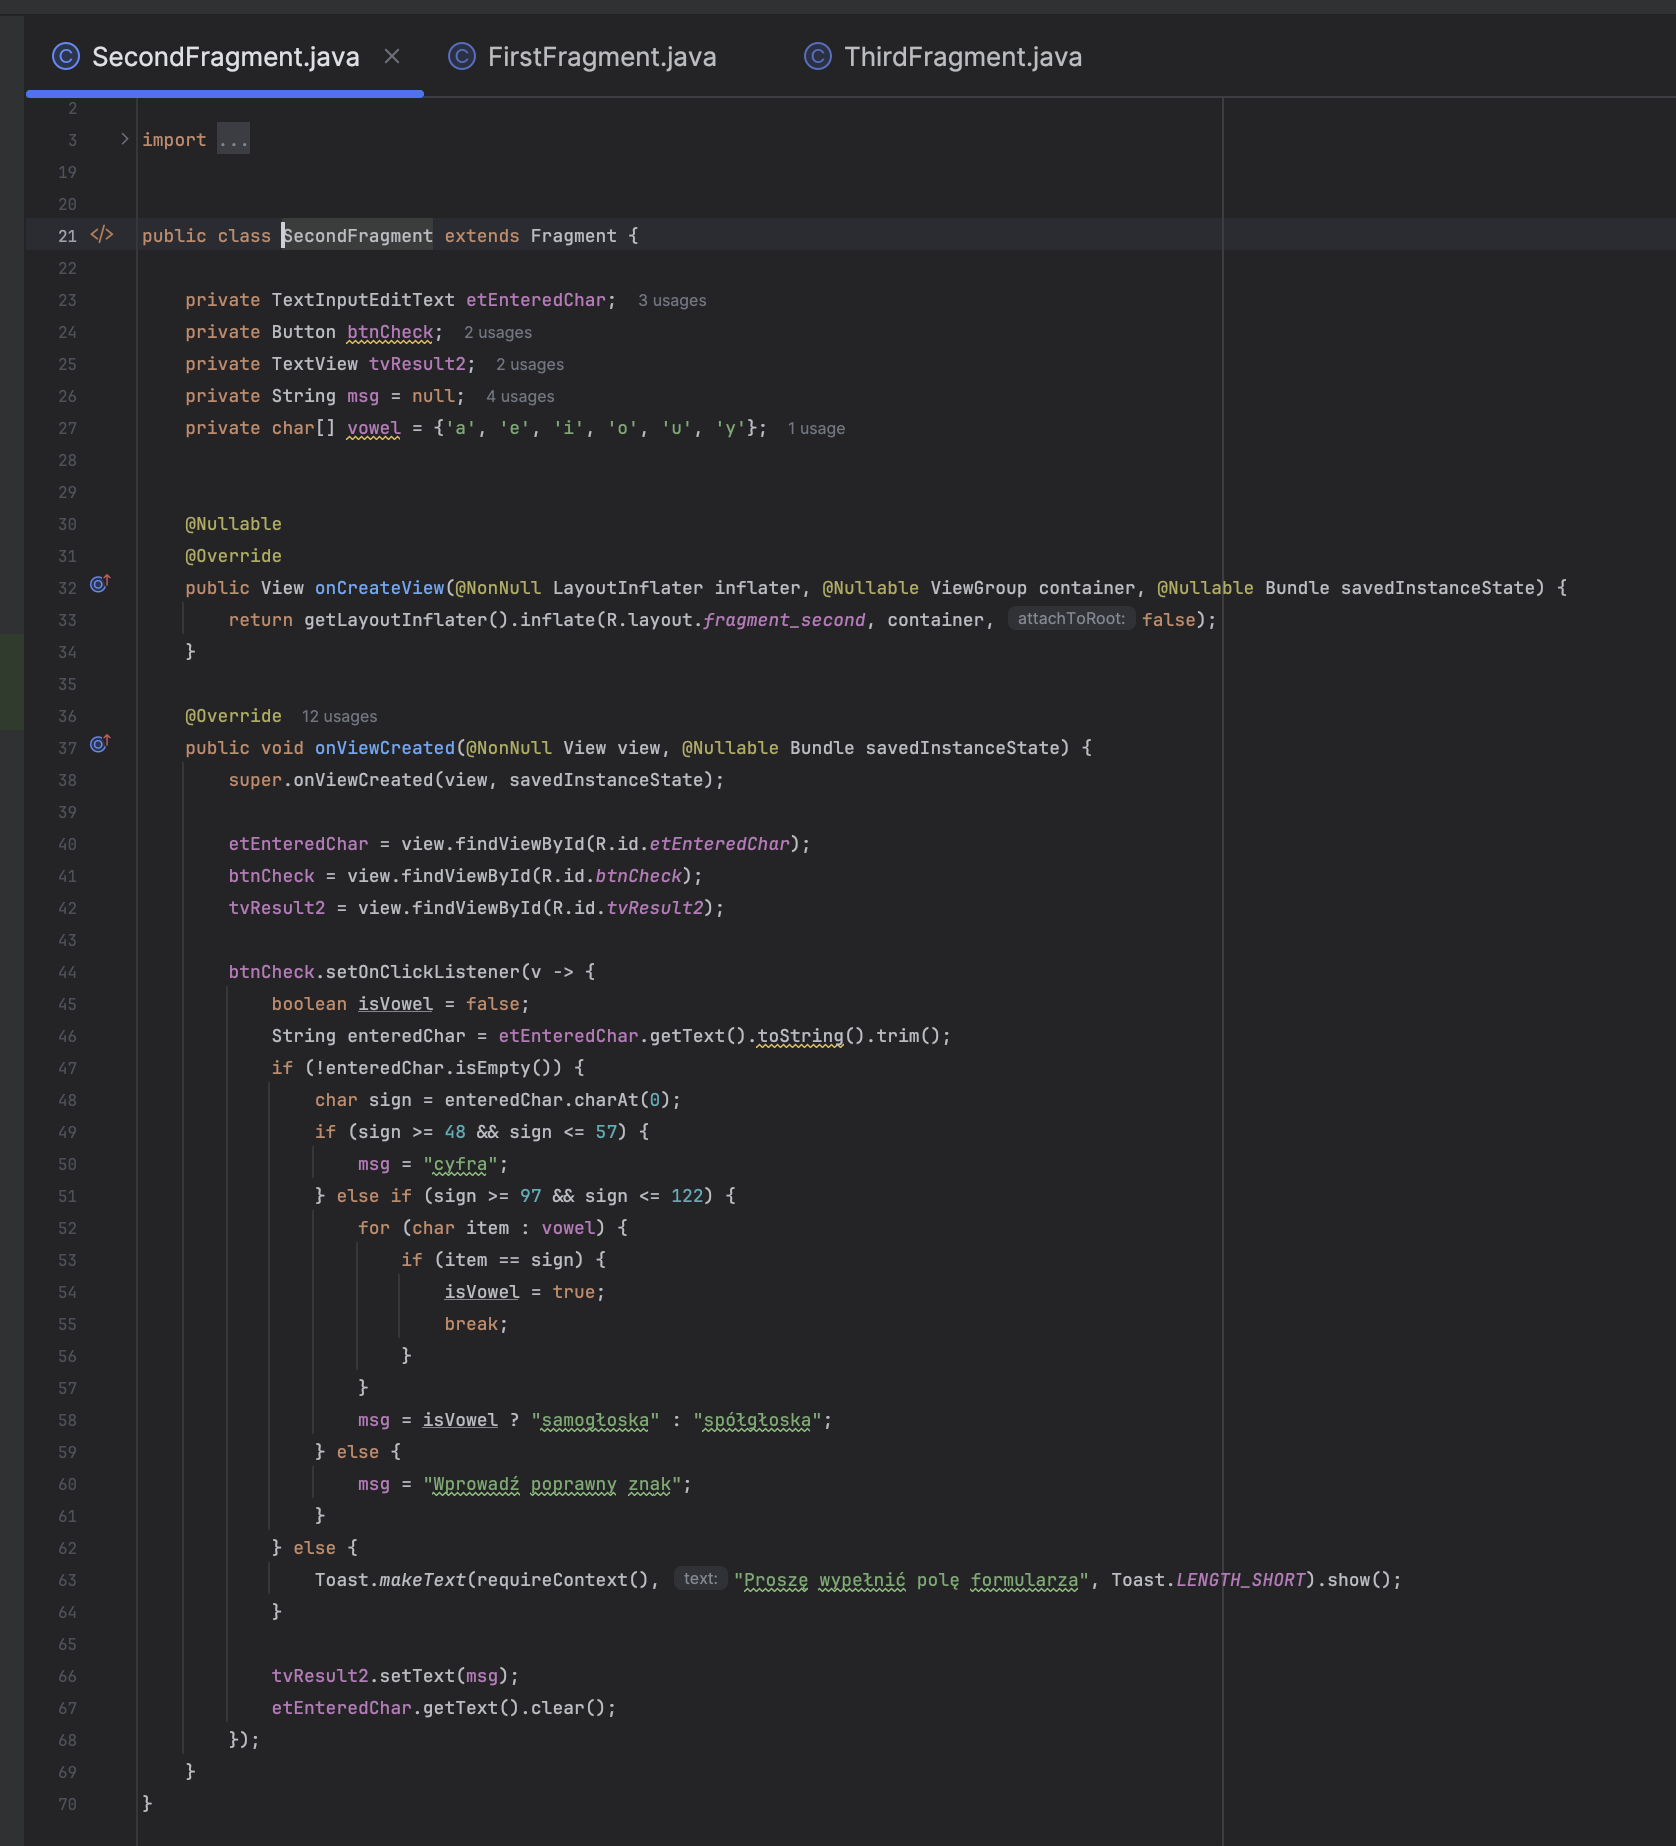 SecondFragment.java FirstFragment.java ThirdFragment.java
2
3 import ...
19
20
21 public class SecondFragment extends Fragment {
22
23 private TextInputEditText etEnteredChar; 3 usages
24 private Button btnCheck; 2 usages
25 private TextView tvResult2; 2 usages
26 private String msg = null; 4 usages
27 private char[] vowel = {'a', 'e', 'i', 'o', 'u', 'y'}; 1 usage
28
29
30 @Nullable
31 @Override
32 public View onCreateView(@NonNull LayoutInflater inflater, @Nullable ViewGroup container, @Nullable Bundle savedInstanceState) {
33 return getLayoutInflater().inflate(R.layout.fragment_second, container, attachToRoot: false);
34 }
35
36 @Override 12 usages
37 public void onViewCreated(@NonNull View view, @Nullable Bundle savedInstanceState) {
38 super.onViewCreated(view, savedInstanceState);
39
40 etEnteredChar = view.findViewById(R.id.etEnteredChar);
41 btnCheck = view.findViewById(R.id.btnCheck);
42 tvResult2 = view.findViewById(R.id.tvResult2);
43
44 btnCheck.setOnClickListener(v -> {
45 boolean isVowel = false;
46 String enteredChar = etEnteredChar.getText().toString().trim();
47 if (!enteredChar.isEmpty()) {
48 char sign = enteredChar.charAt(0);
49 if (sign >= 48 && sign <= 57) {
50 msg = "cyfra";
51 } else if (sign >= 97 && sign <= 122) {
52 for (char item : vowel) {
53 if (item == sign) {
54 isVowel = true;
55 break;
56 }
57 }
58 msg = isVowel ? "samogłoska" : "spółgłoska";
59 } else {
60 msg = "Wprowadź poprawny znak";
61 }
62 } else {
63 Toast.makeText(requireContext(), text: "Proszę wypełnić polę formularza", Toast.LENGTH_SHORT).show();
64 }
65
66 tvResult2.setText(msg);
67 etEnteredChar.getText().clear();
68 });
69 }
70 }